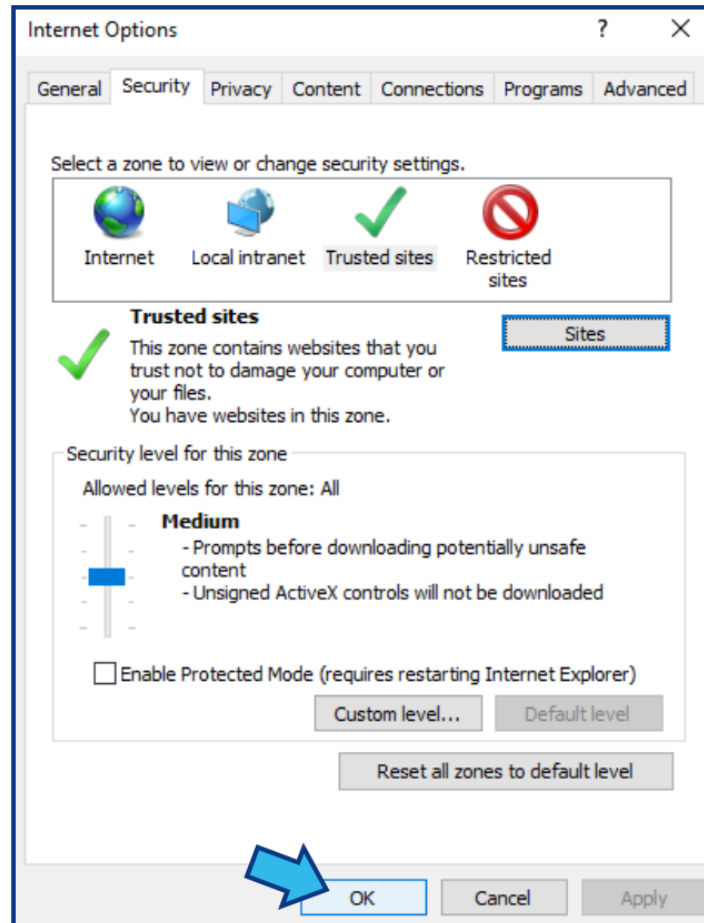 Internet Options ? X
General Security Privacy Content Connections Programs Advanced
Select a zone to view or change security settings.
Internet Local intranet Trusted sites Restricted sites
Trusted sites
Sites
This zone contains websites that you
trust not to damage your computer or
your files.
You have websites in this zone.
Security level for this zone
Allowed levels for this zone: All
Medium
- Prompts before downloading potentially unsafe
content
- Unsigned ActiveX controls will not be downloaded
Enable Protected Mode (requires restarting Internet Explorer)
Custom level... Default level
Reset all zones to default level
OK Cancel Apply